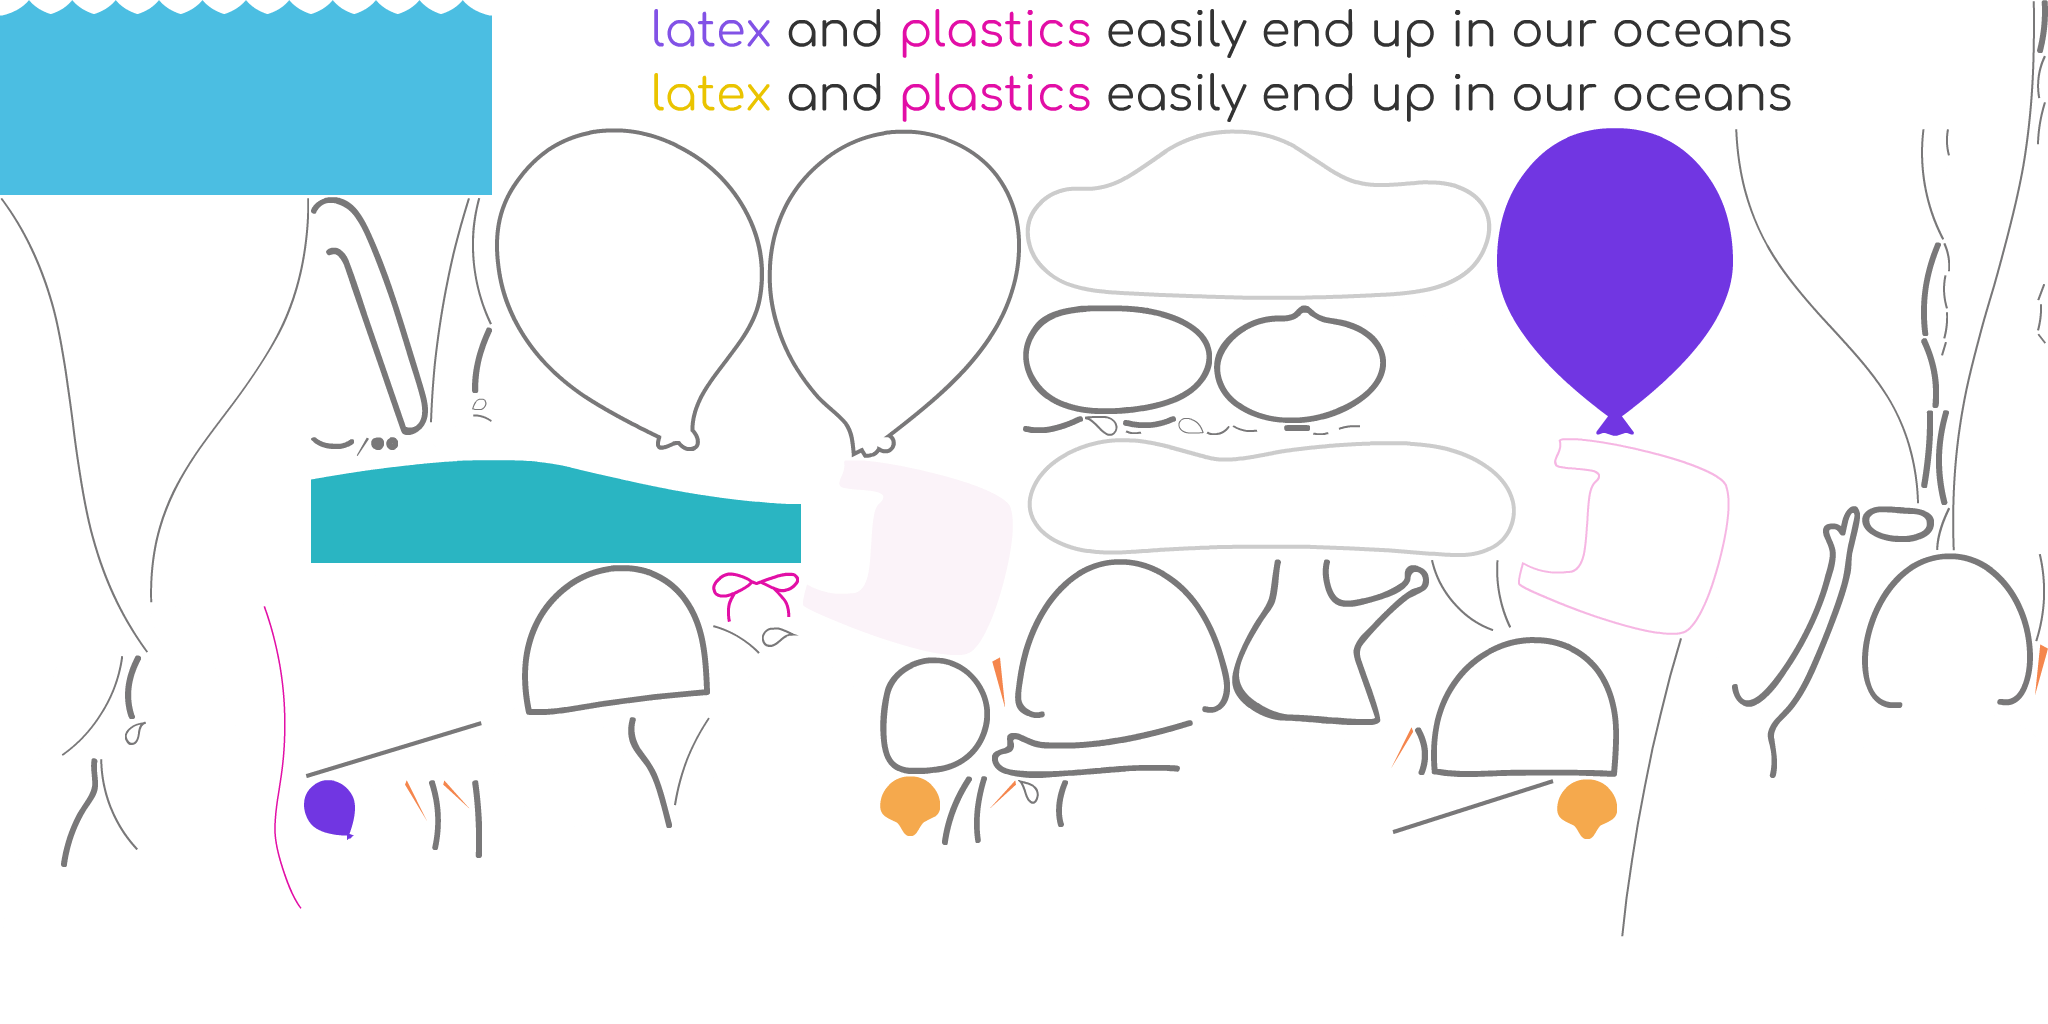 latex and plastics easily end up in our oceans
latex and plastics easily end up in our oceans